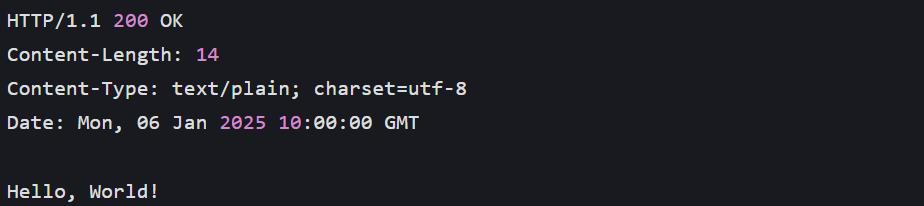 HTTP/1.1 200 OK
Content-Length: 14
Content-Type: text/plain; charset=utf-8
Date: Mon, 06 Jan 2025 10:00:00 GMT

Hello, World!